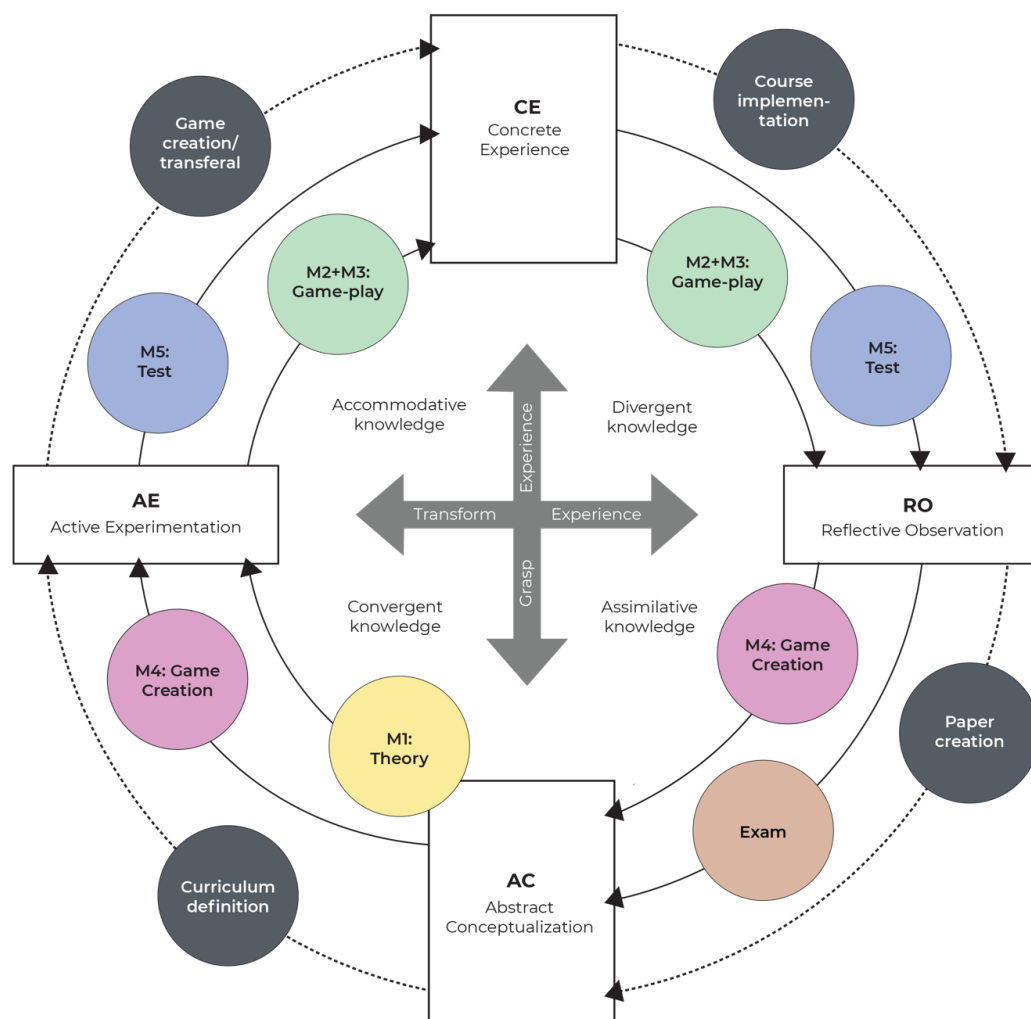 CE
Concrete
Experience
Course
implemen-
tation
Game
creation/
transferal
M2+M3:
Game-play
M2+M3:
Game-play
M5:
Test
M5:
Test
Accommodative
knowledge
Divergent
knowledge
Experience
Transform
Experience
Grasp
AE
Active Experimentation
RO
Reflective Observation
Convergent
knowledge
Assimilative
knowledge
M4: Game
Creation
M4: Game
Creation
M1:
Theory
Paper
creation
Exam
Curriculum
definition
AC
Abstract
Conceptualization